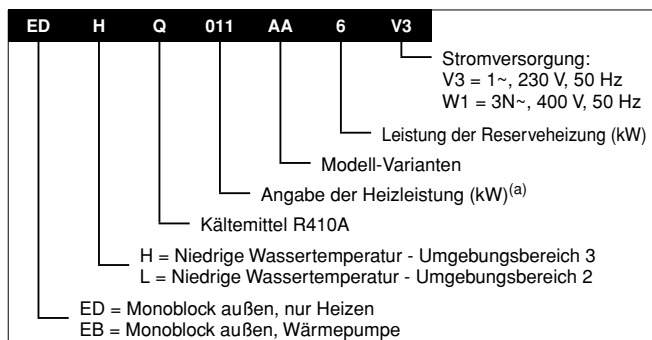 ED H Q 011 AA 6 V3
Stromversorgung:
V3 = 1~, 230 V, 50 Hz
W1 = 3N~, 400 V, 50 Hz
Leistung der Reserveheizung (kW)
Modell-Varianten
Angabe der Heizleistung (kW)(a)
Kältemittel R410A
H = Niedrige Wassertemperatur - Umgebungsbereich 3
L = Niedrige Wassertemperatur - Umgebungsbereich 2
ED = Monoblock außen, nur Heizen
EB = Monoblock außen, Wärmepumpe